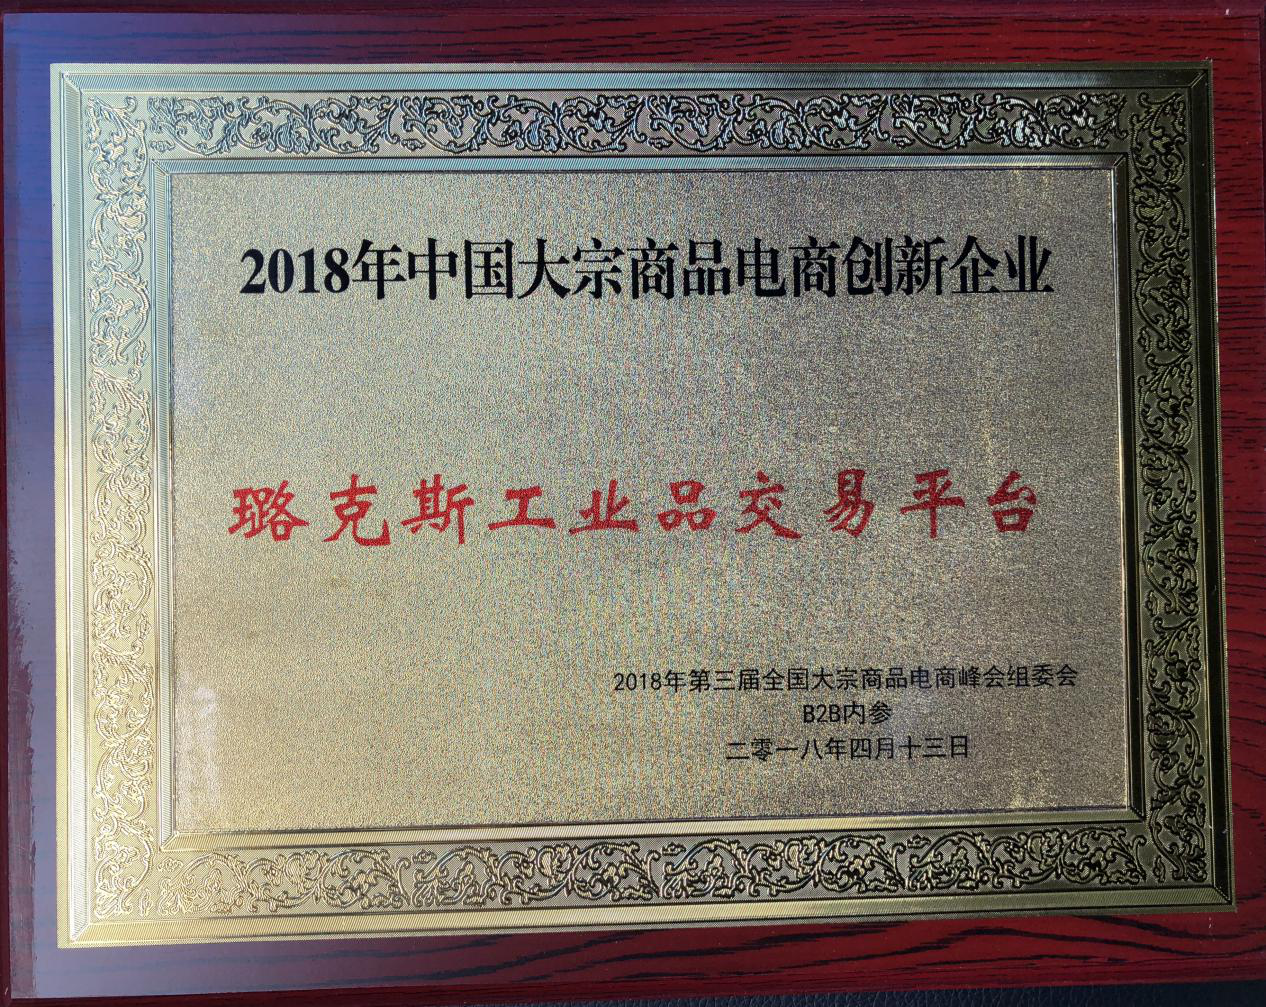 2018年中国大宗商品电商创新企业
璐克斯工业品交易平台
2018年第三届全国大宗商品电商峰会组委会
B2B内参
二零一八年四月十三日